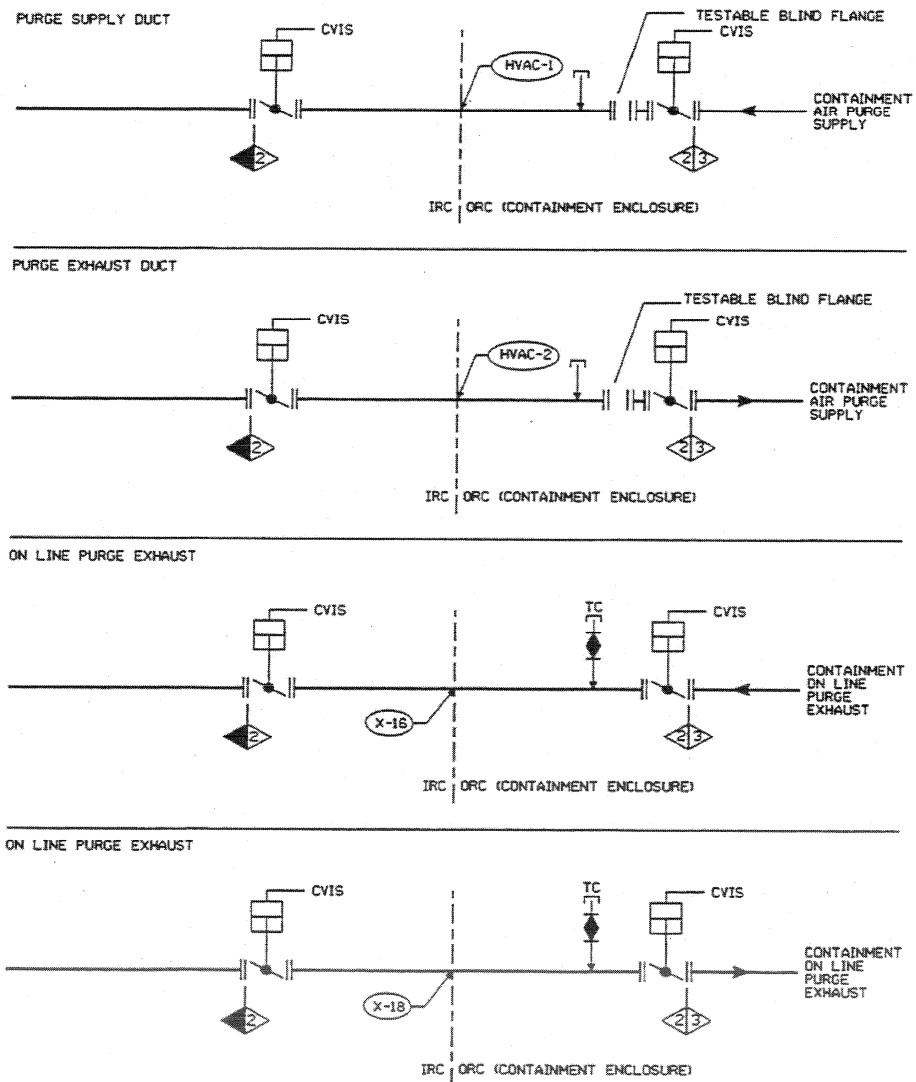 PURGE SUPPLY DUCT
CVIS
TESTABLE BLIND FLANGE
CVIS
HVAC-1
CONTAINMENT
AIR PURGE
SUPPLY
2
2 3
IRC ORC (CONTAINMENT ENCLOSURE)
PURGE EXHAUST DUCT
CVIS
TESTABLE BLIND FLANGE
CVIS
HVAC-2
CONTAINMENT
AIR PURGE
SUPPLY
2
2 3
IRC ORC (CONTAINMENT ENCLOSURE)
ON LINE PURGE EXHAUST
CVIS
TC
CVIS
CONTAINMENT
ON LINE
PURGE
EXHAUST
X-16
2
2 3
IRC ORC (CONTAINMENT ENCLOSURE)
ON LINE PURGE EXHAUST
CVIS
TC
CVIS
CONTAINMENT
ON LINE
PURGE
EXHAUST
X-18
2
2 3
IRC ORC (CONTAINMENT ENCLOSURE)